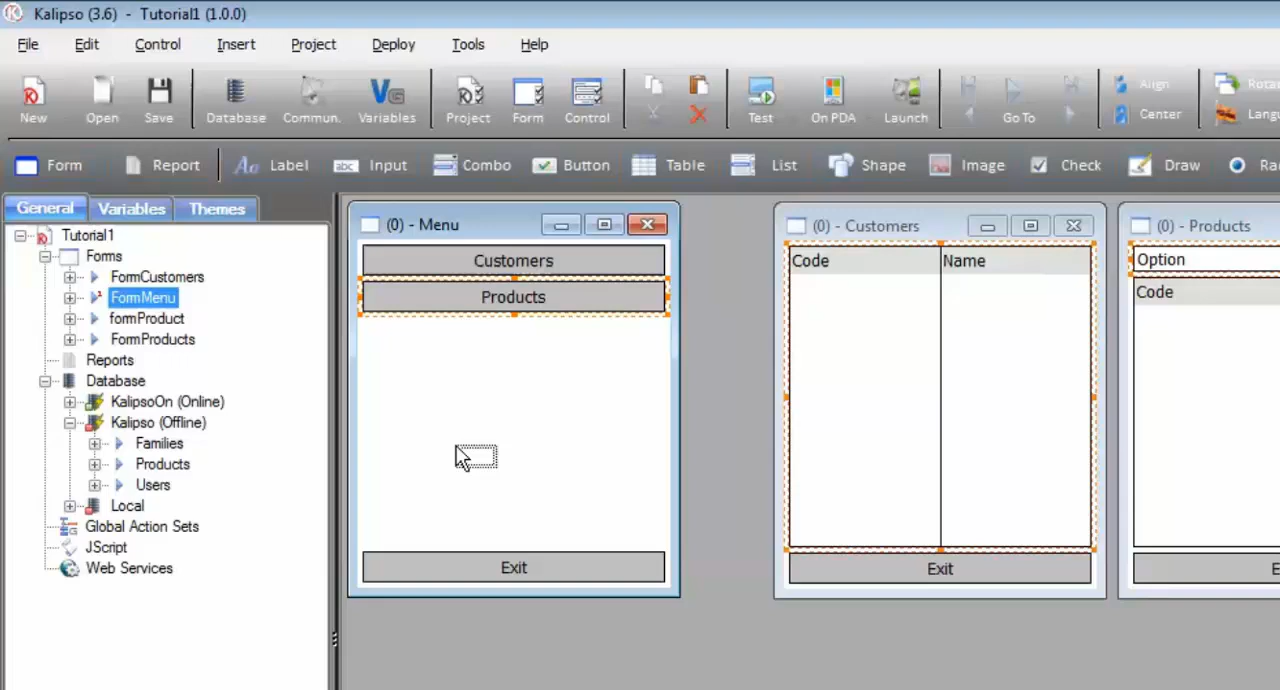 Kalipso (3.6) - Tutorial1 (1.0.0)
File Edit Control Insert Project Deploy Tools Help
New Open Save Database Commun. Variables Project Form Control Test On PDA Launch Go To Align Center
Form Report Label Input Combo Button Table List Shape Image Check Draw
General Variables Themes
Tutorial1
Forms
FormCustomers
FormMenu
formProduct
FormProducts
Reports
Database
KalipsoOn (Online)
Kalipso (Offline)
Families
Products
Users
Local
Global Action Sets
JScript
Web Services
(0) - Menu
Customers
Products
Exit
(0) - Customers
Code Name
Exit
(0) - Products
Option
Code